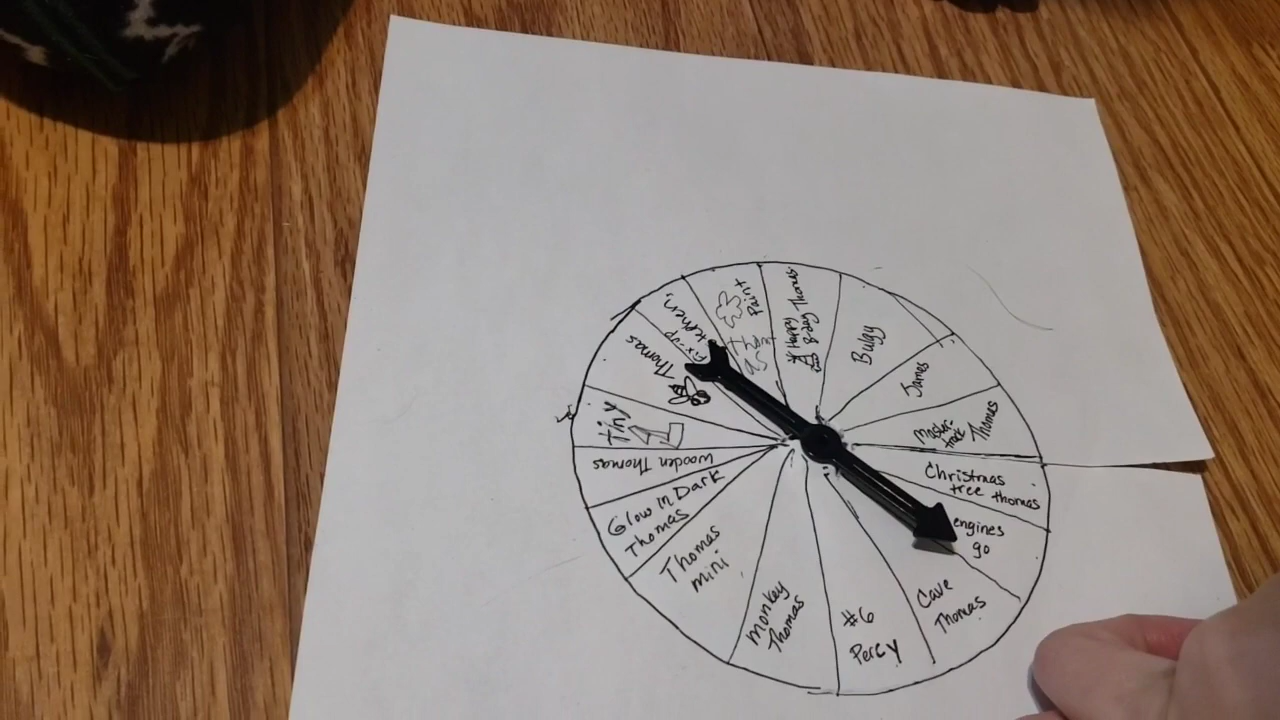 Happy
B-day Thomas
Bulgy
James
Thomas
Christmas
tree thomas
engines
go
Cave
Thomas
#6
Percy
Monkey
Thomas
Thomas
mini
Glow in Dark
Thomas
Wooden Thomas
Tiny
Thomas
Paint